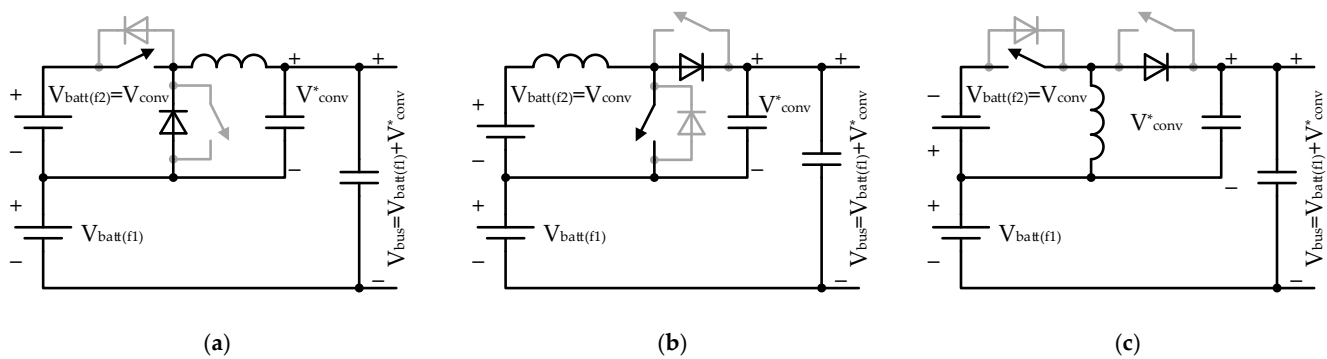 +
V_batt(f2)=V_conv
−
+
V_batt(f1)
−
+
V*_conv
−
+
V_bus=V_batt(f1)+V*_conv
−
(a)
+
V_batt(f2)=V_conv
−
+
V_batt(f1)
−
+
V*_conv
−
+
V_bus=V_batt(f1)+V*_conv
−
(b)
−
V_batt(f2)=V_conv
+
+
V_batt(f1)
−
+
V*_conv
−
+
V_bus=V_batt(f1)+V*_conv
−
(c)